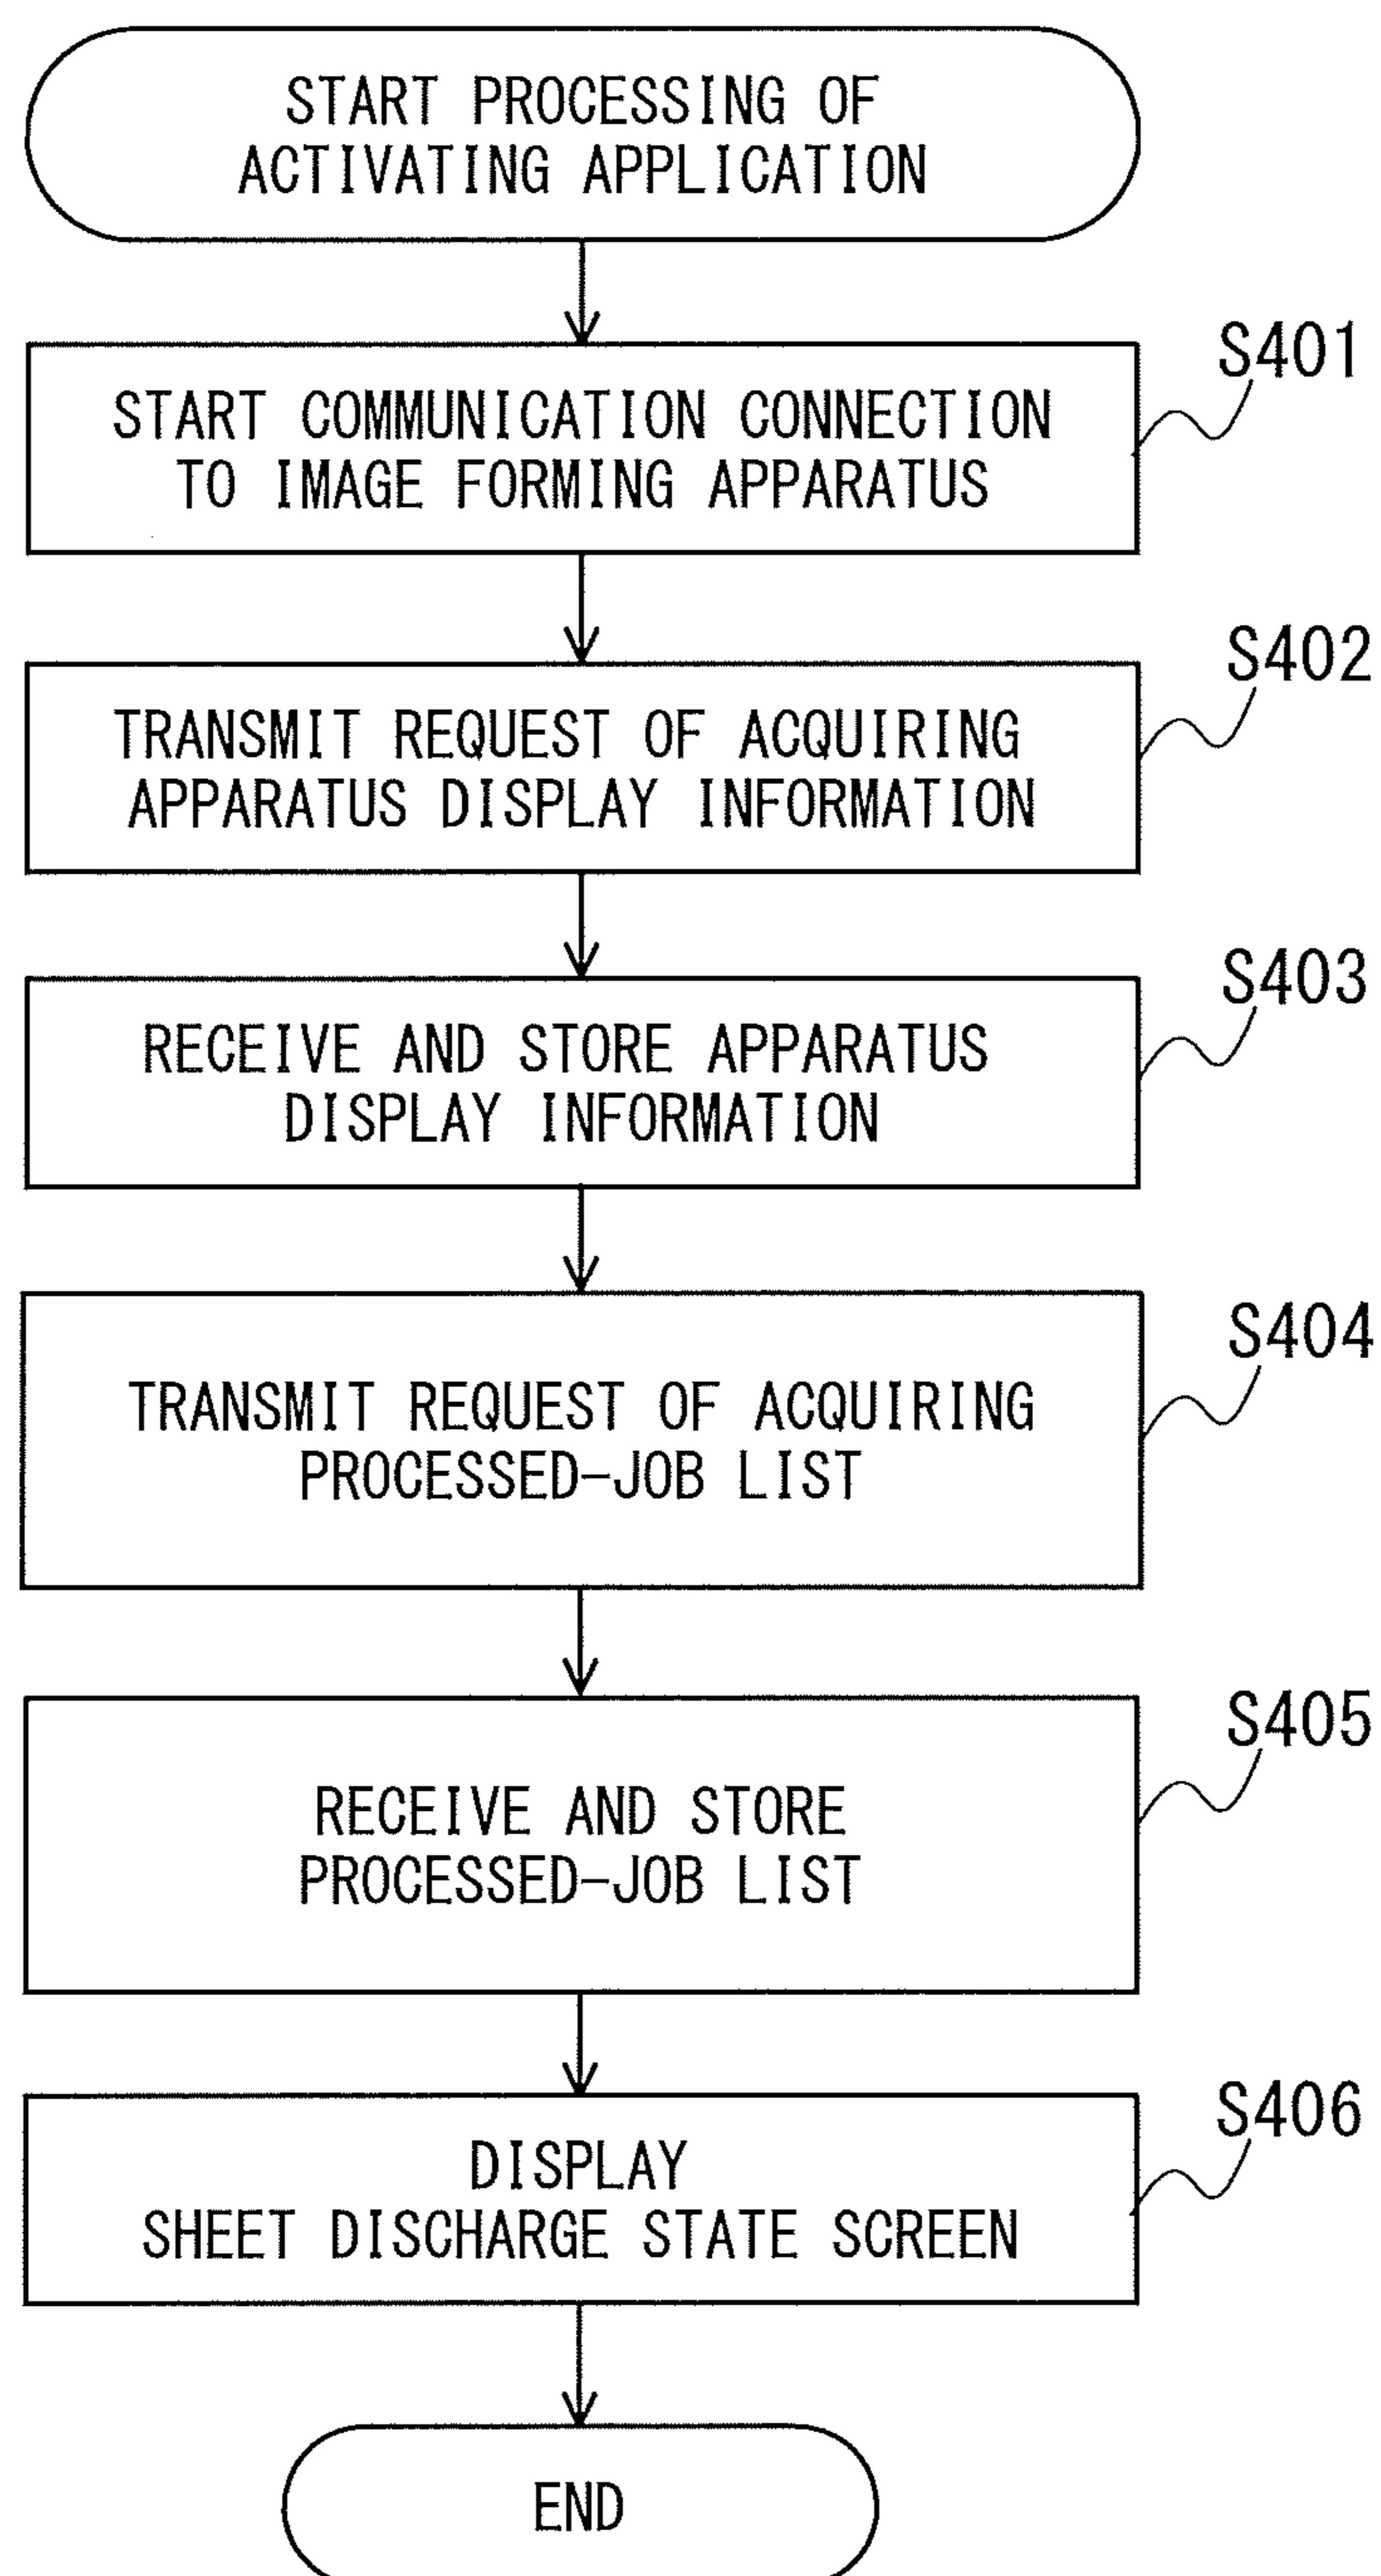 START PROCESSING OF
ACTIVATING APPLICATION
S401
START COMMUNICATION CONNECTION
TO IMAGE FORMING APPARATUS
S402
TRANSMIT REQUEST OF ACQUIRING
APPARATUS DISPLAY INFORMATION
S403
RECEIVE AND STORE APPARATUS
DISPLAY INFORMATION
S404
TRANSMIT REQUEST OF ACQUIRING
PROCESSED-JOB LIST
S405
RECEIVE AND STORE
PROCESSED-JOB LIST
S406
DISPLAY
SHEET DISCHARGE STATE SCREEN
END